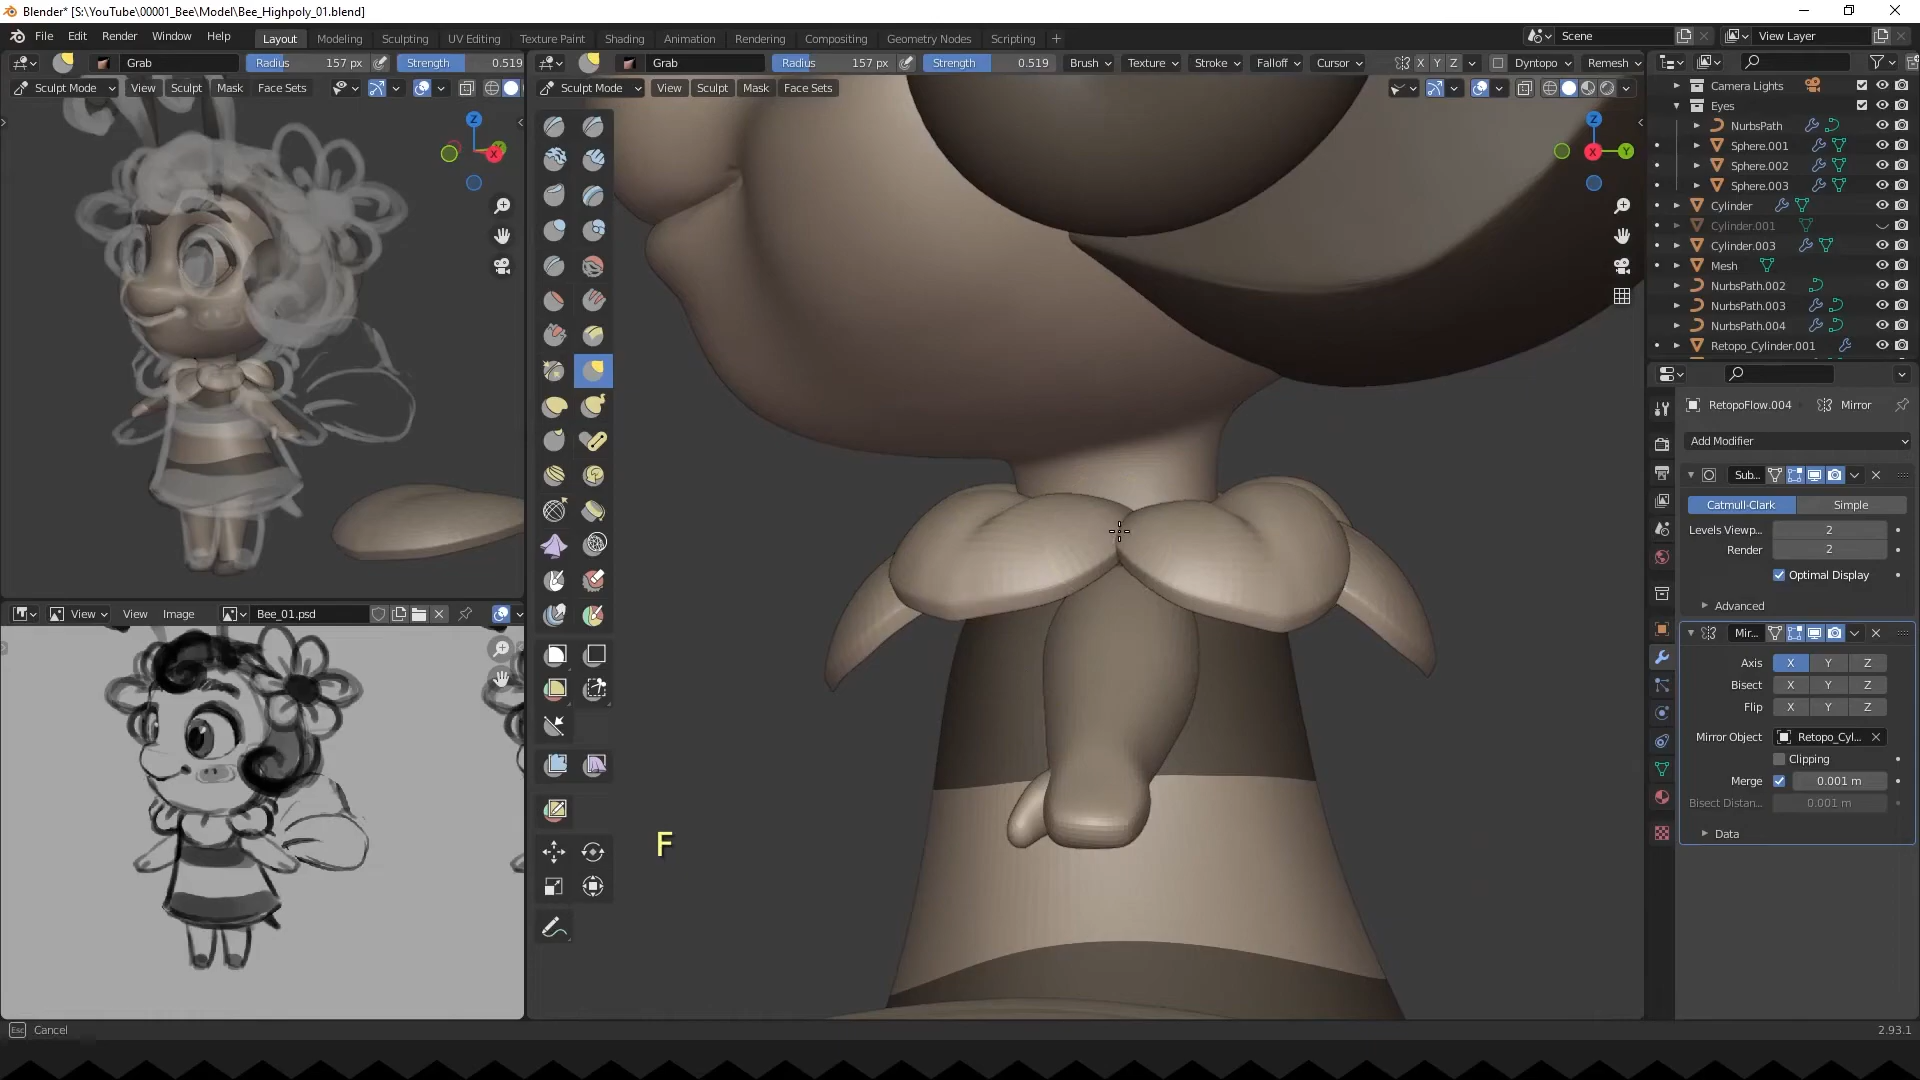 Blender* [S:\YouTube\00001_Bee\Model\Bee_Highpoly_01.blend]
File Edit Render Window Help Layout Modeling Sculpting UV Editing Texture Paint Shading Animation Rendering Compositing Geometry Nodes Scripting + Scene View Layer
Grab Radius 157 px Strength 0.519 Grab Radius 157 px Strength 0.519 Brush Texture Stroke Falloff Cursor X Y Z Dyntopo Remesh
Sculpt Mode View Sculpt Mask Face Sets Sculpt Mode View Sculpt Mask Face Sets
Camera Lights
Eyes
NurbsPath
Sphere.001
Sphere.002
Sphere.003
Cylinder
Cylinder.001
Cylinder.003
Mesh
NurbsPath.002
NurbsPath.003
NurbsPath.004
Retopo_Cylinder.001
Z X
Z X Y
RetopoFlow.004 Mirror
Add Modifier
Sub...
Catmull-Clark Simple
Levels Viewp... 2
Render 2
Optimal Display
Advanced
Mir...
Axis X Y Z
Bisect X Y Z
Flip X Y Z
Mirror Object Retopo_Cyl...
Clipping
Merge 0.001 m
Bisect Distan... 0.001 m
Data
View View Image Bee_01.psd
F
Esc Cancel
2.93.1